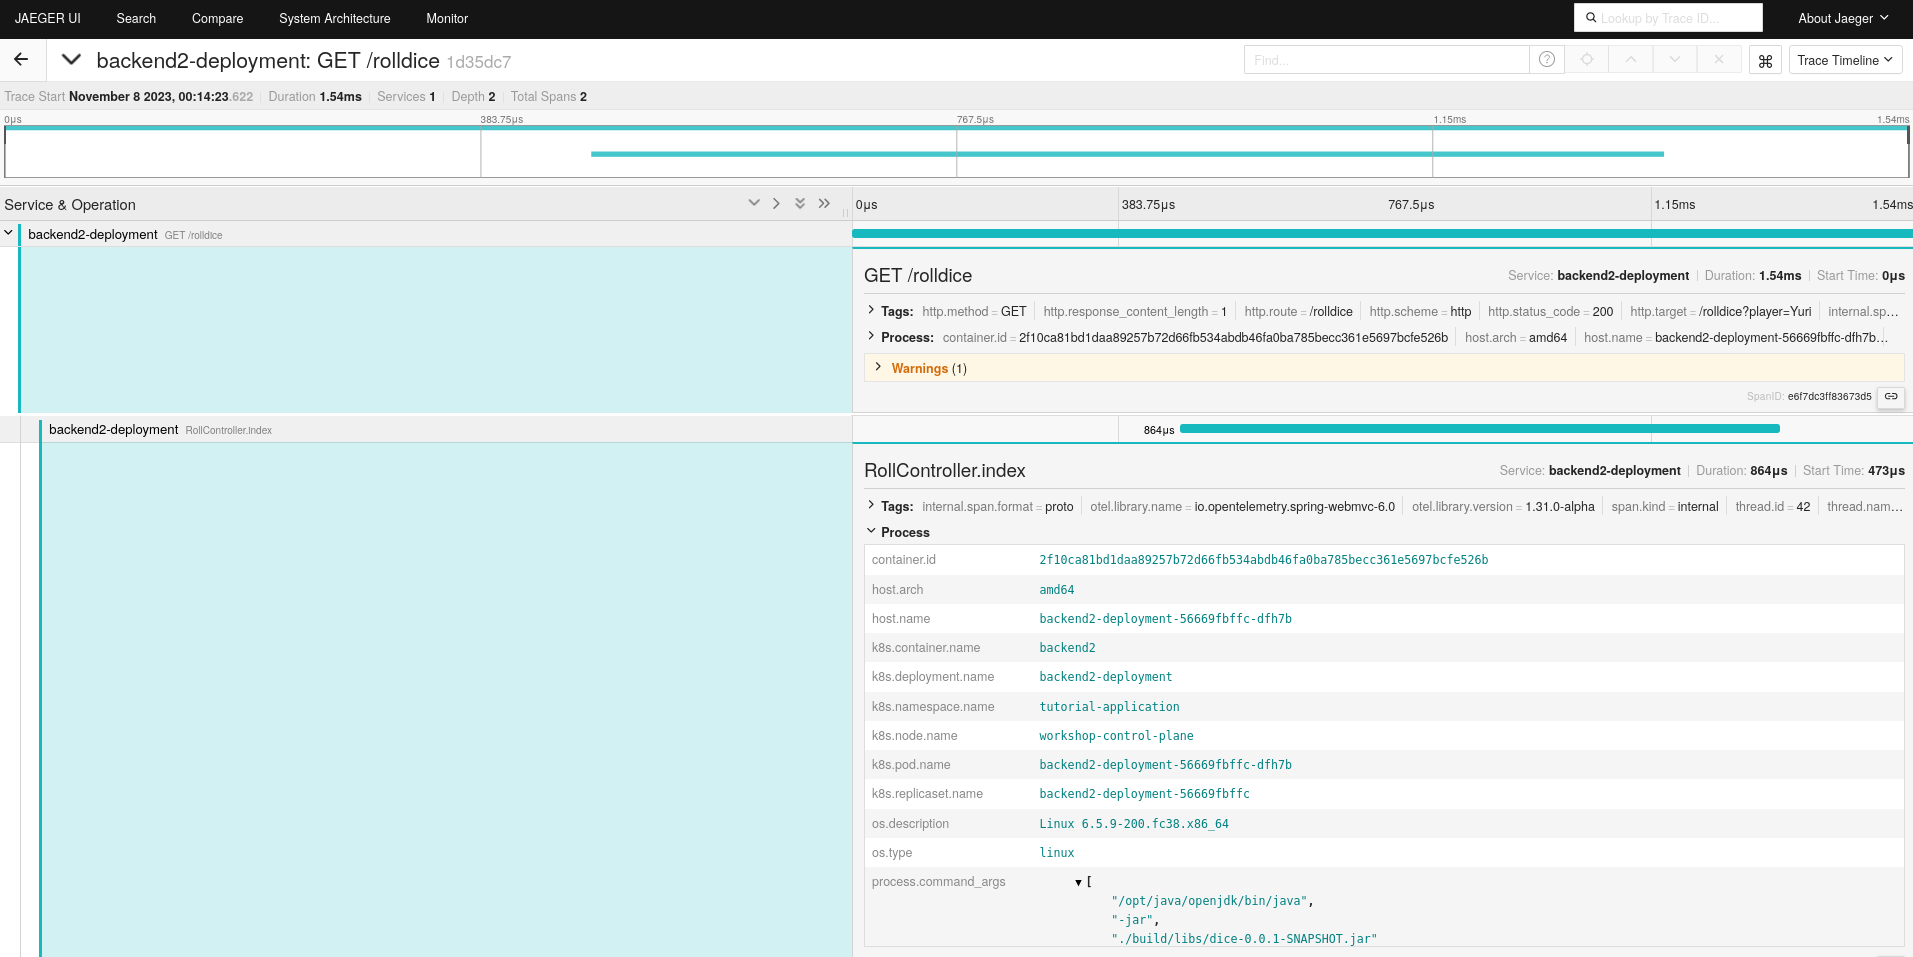 JAEGER UI Search Compare System Architecture Monitor Lookup by Trace ID... About Jaeger
backend2-deployment: GET /rolldice 1d35dc7 Find... ? ⌘ Trace Timeline
Trace Start November 8 2023, 00:14:23.622 Duration 1.54ms Services 1 Depth 2 Total Spans 2
0μs 383.75μs 767.5μs 1.15ms 1.54ms
Service & Operation 0μs 383.75μs 767.5μs 1.15ms 1.54ms
backend2-deployment GET /rolldice
GET /rolldice Service: backend2-deployment Duration: 1.54ms Start Time: 0μs
Tags: http.method = GET http.response_content_length = 1 http.route = /rolldice http.scheme = http http.status_code = 200 http.target = /rolldice?player=Yuri internal.sp...
Process: container.id = 2f10ca81bd1daa89257b72d66fb534abdb46fa0ba785becc361e5697bcfe526b host.arch = amd64 host.name = backend2-deployment-56669fbffc-dfh7b...
Warnings (1)
SpanID: e6f7dc3ff83673d5
backend2-deployment RollController.index 864μs
RollController.index Service: backend2-deployment Duration: 864μs Start Time: 473μs
Tags: internal.span.format = proto otel.library.name = io.opentelemetry.spring-webmvc-6.0 otel.library.version = 1.31.0-alpha span.kind = internal thread.id = 42 thread.nam...
Process
container.id 2f10ca81bd1daa89257b72d66fb534abdb46fa0ba785becc361e5697bcfe526b
host.arch amd64
host.name backend2-deployment-56669fbffc-dfh7b
k8s.container.name backend2
k8s.deployment.name backend2-deployment
k8s.namespace.name tutorial-application
k8s.node.name workshop-control-plane
k8s.pod.name backend2-deployment-56669fbffc-dfh7b
k8s.replicaset.name backend2-deployment-56669fbffc
os.description Linux 6.5.9-200.fc38.x86_64
os.type linux
process.command_args ▼ [
"/opt/java/openjdk/bin/java",
"-jar",
"./build/libs/dice-0.0.1-SNAPSHOT.jar"